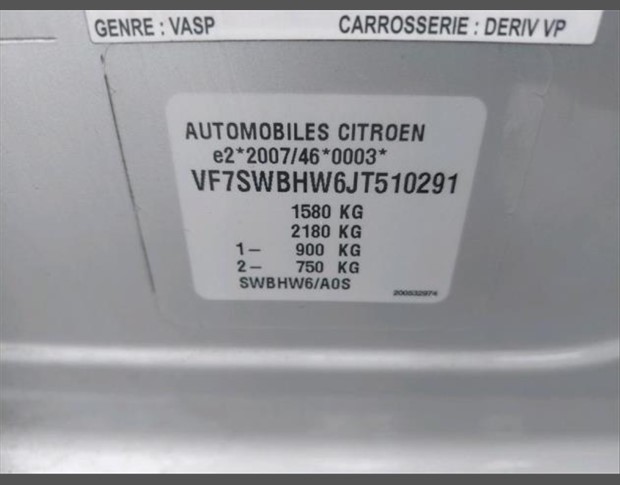 GENRE : VASP CARROSSERIE : DERIV VP
AUTOMOBILES CITROEN
e2*2007/46*0003*
VF7SWBHW6JT510291
1580 KG
2180 KG
1- 900 KG
2- 750 KG
SWBHW6/A0S